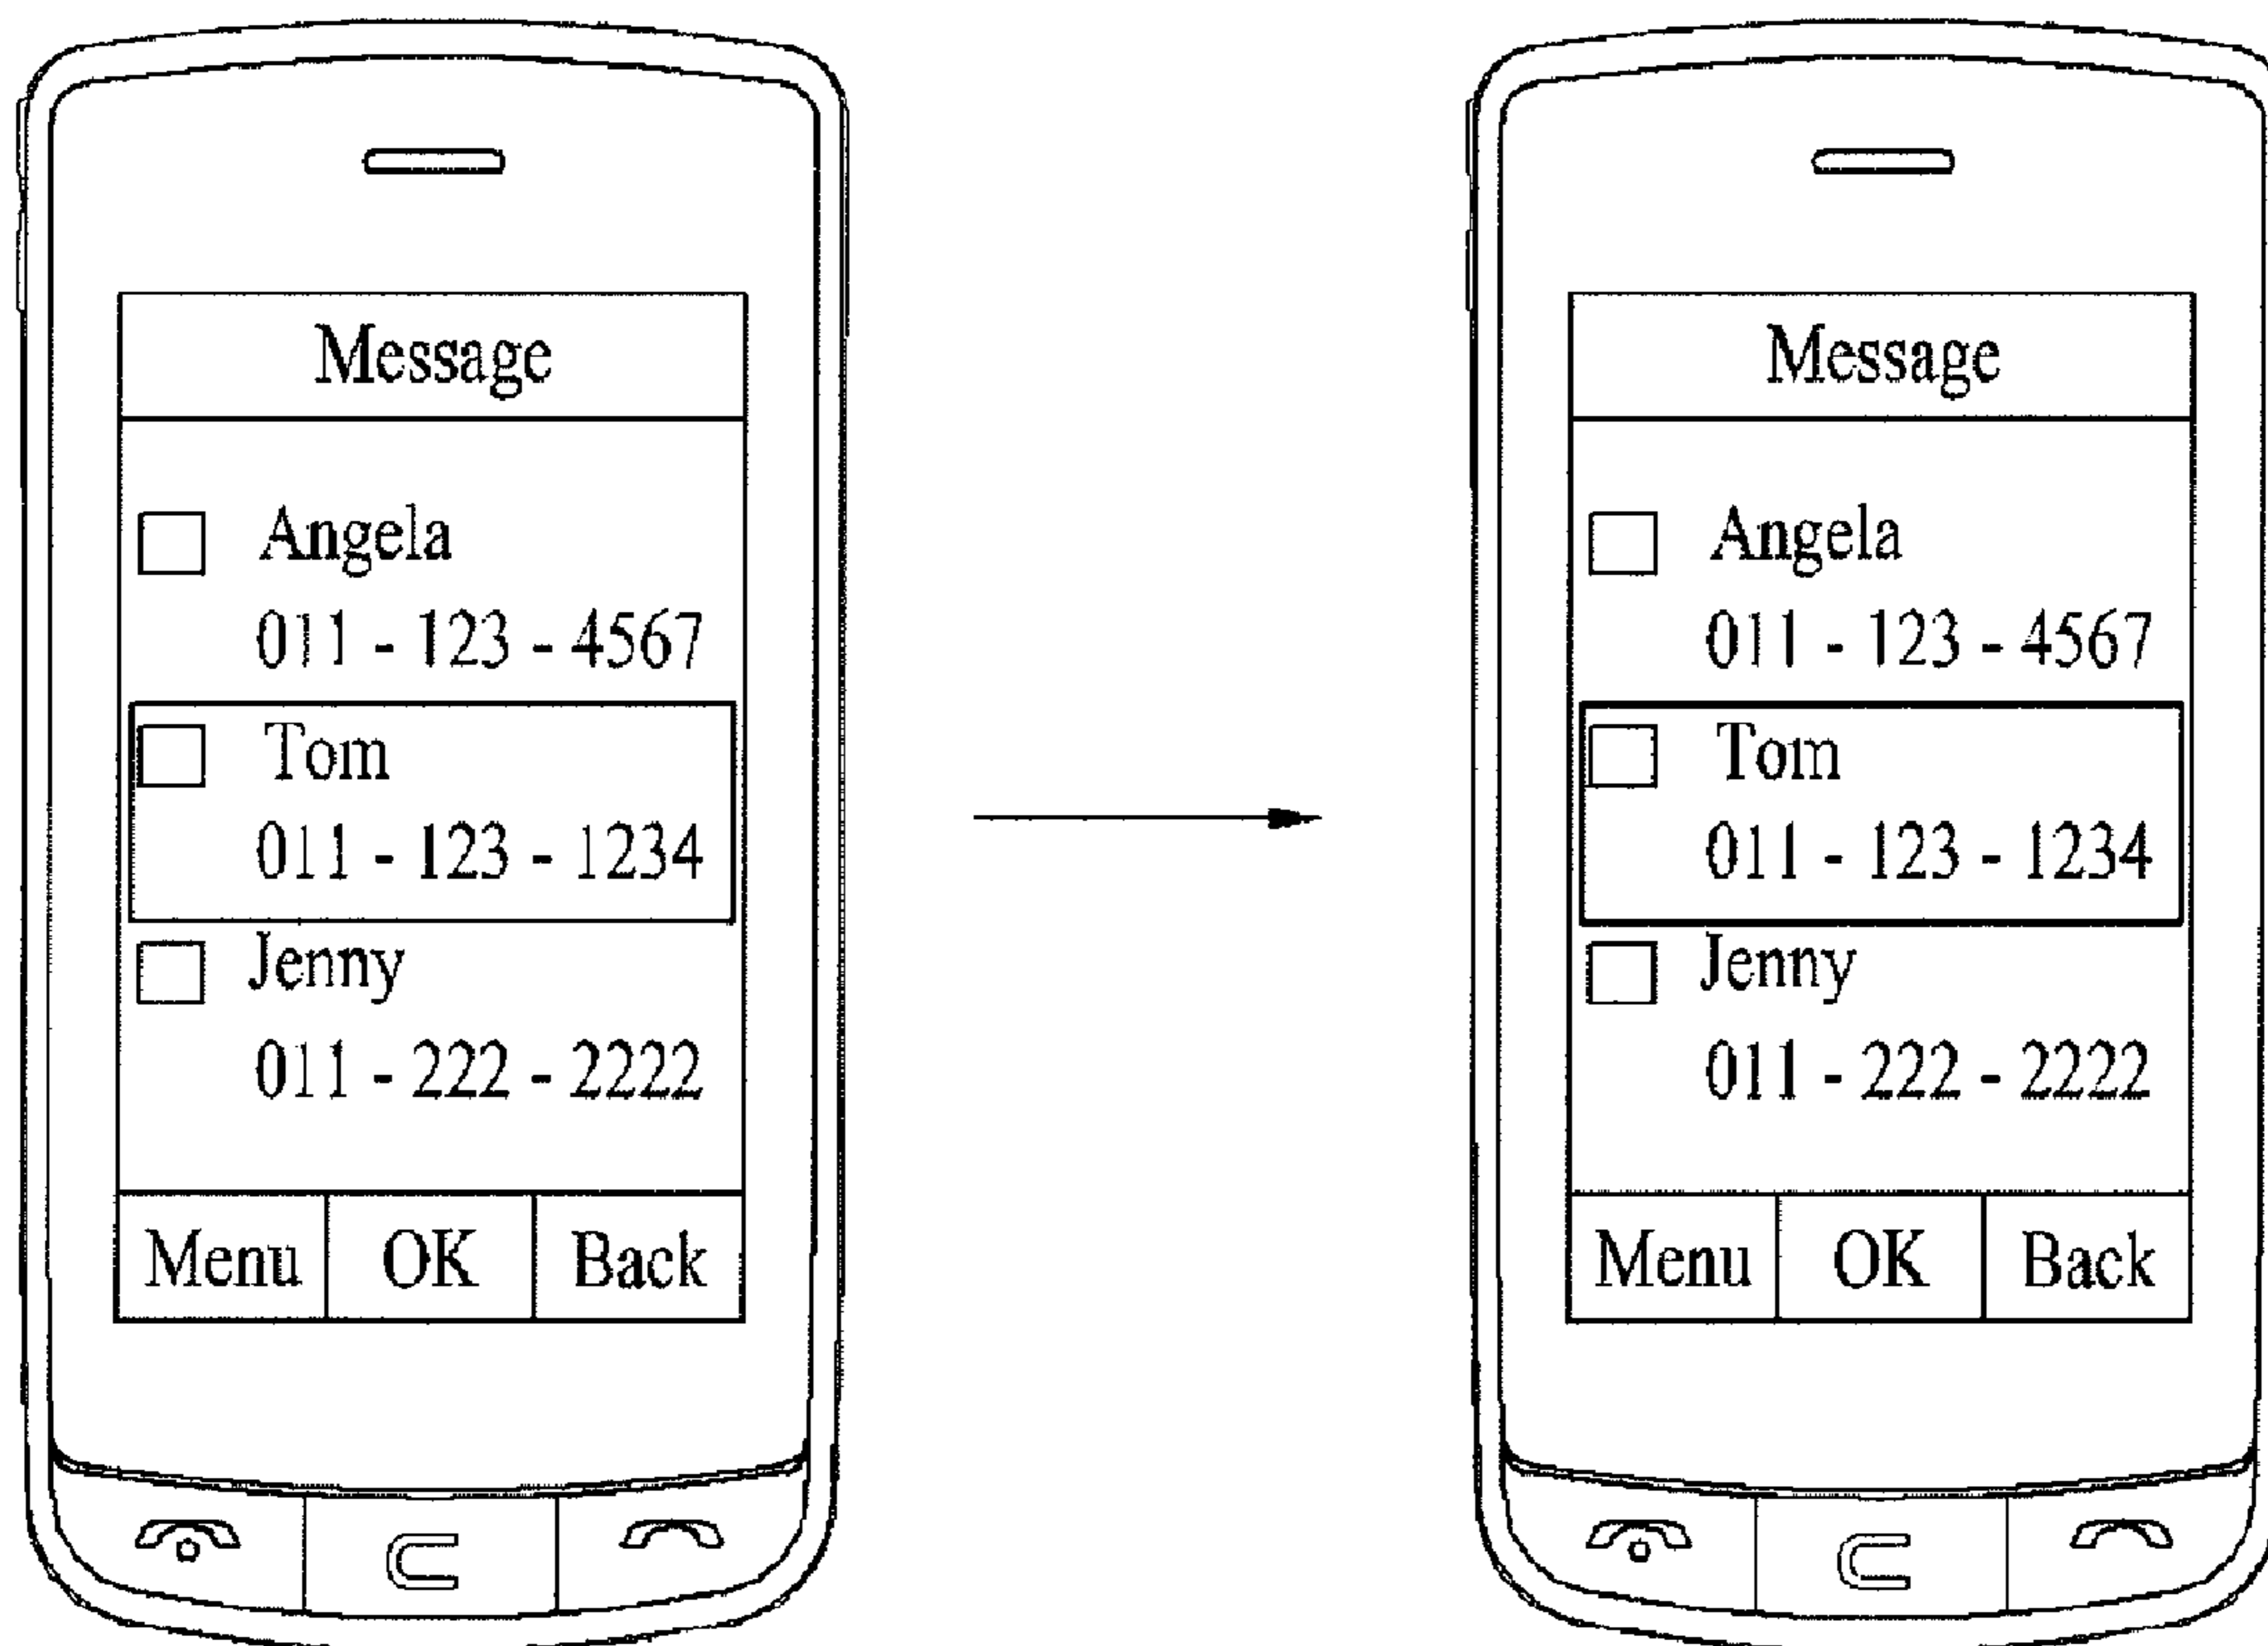 Message
Angela
011 - 123 - 4567
Tom
011 - 123 - 1234
Jenny
011 - 222 - 2222
Menu OK Back
Message
Angela
011 - 123 - 4567
Tom
011 - 123 - 1234
Jenny
011 - 222 - 2222
Menu OK Back